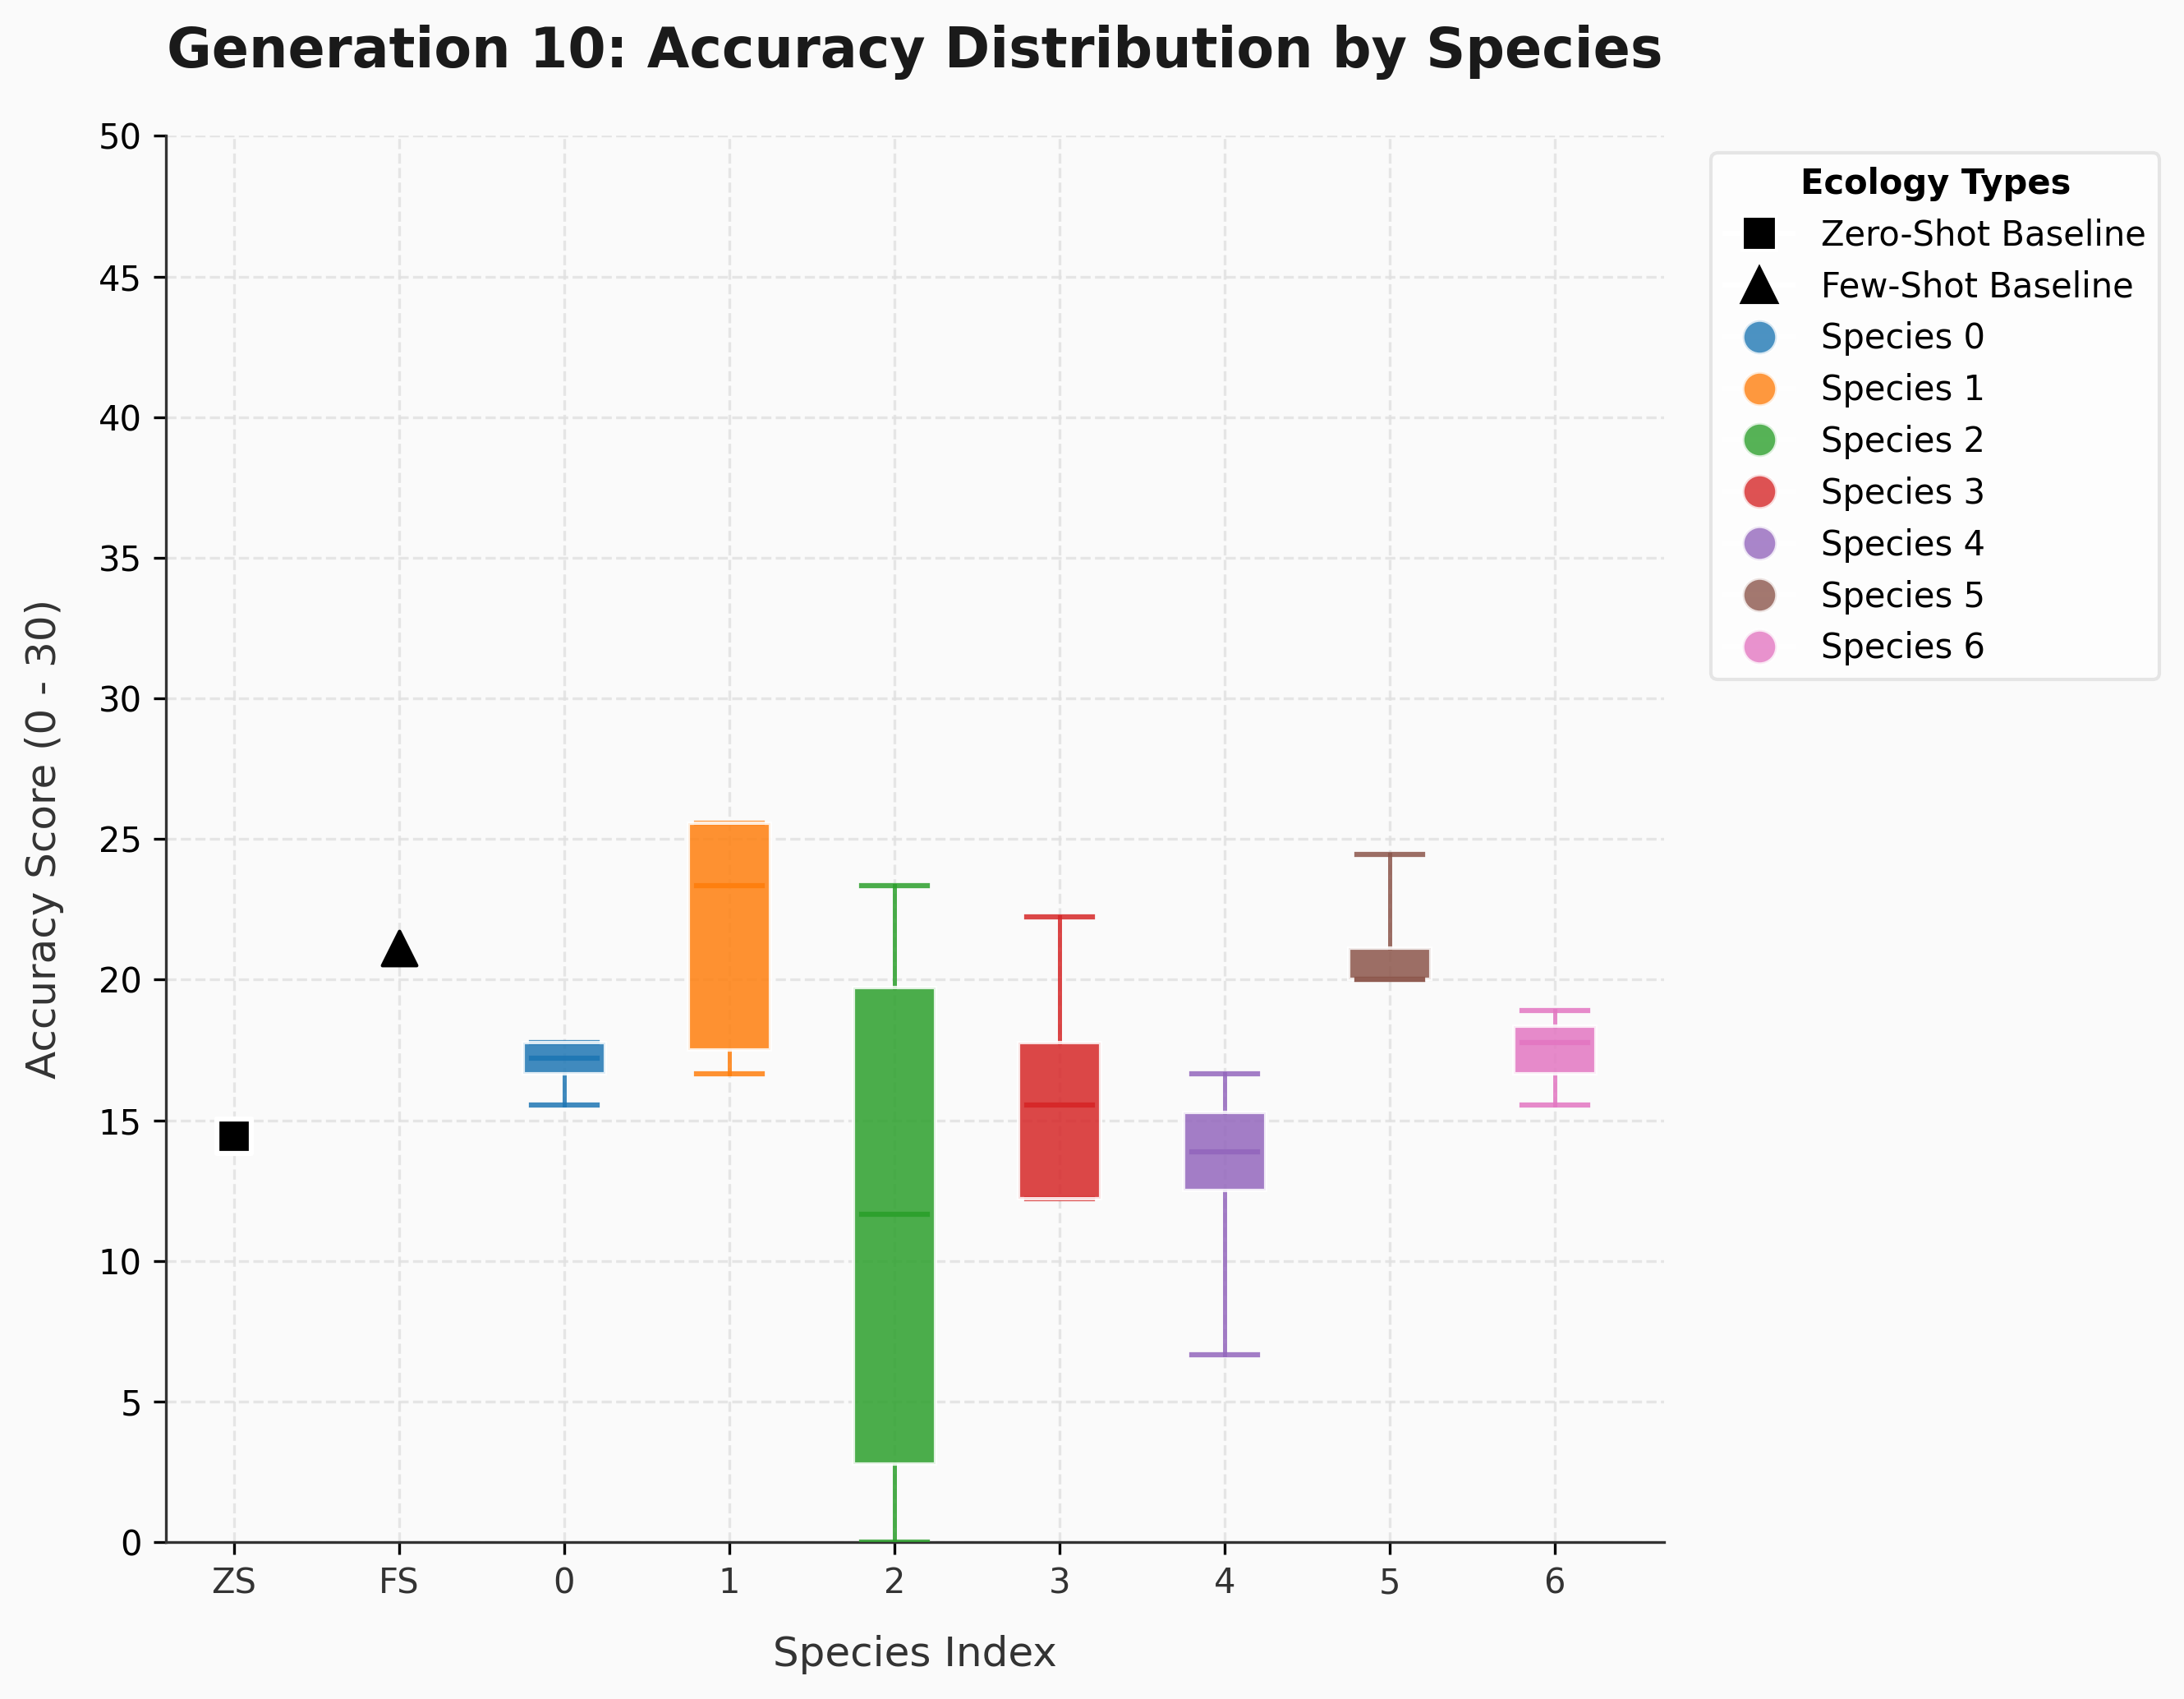 Generation 10: Accuracy Distribution by Species
50
45
40
35
30
25
20
15
10
5
0
Accuracy Score (0 - 30)
ZS
FS
0
1
2
3
4
5
6
Species Index
Ecology Types
Zero-Shot Baseline
Few-Shot Baseline
Species 0
Species 1
Species 2
Species 3
Species 4
Species 5
Species 6